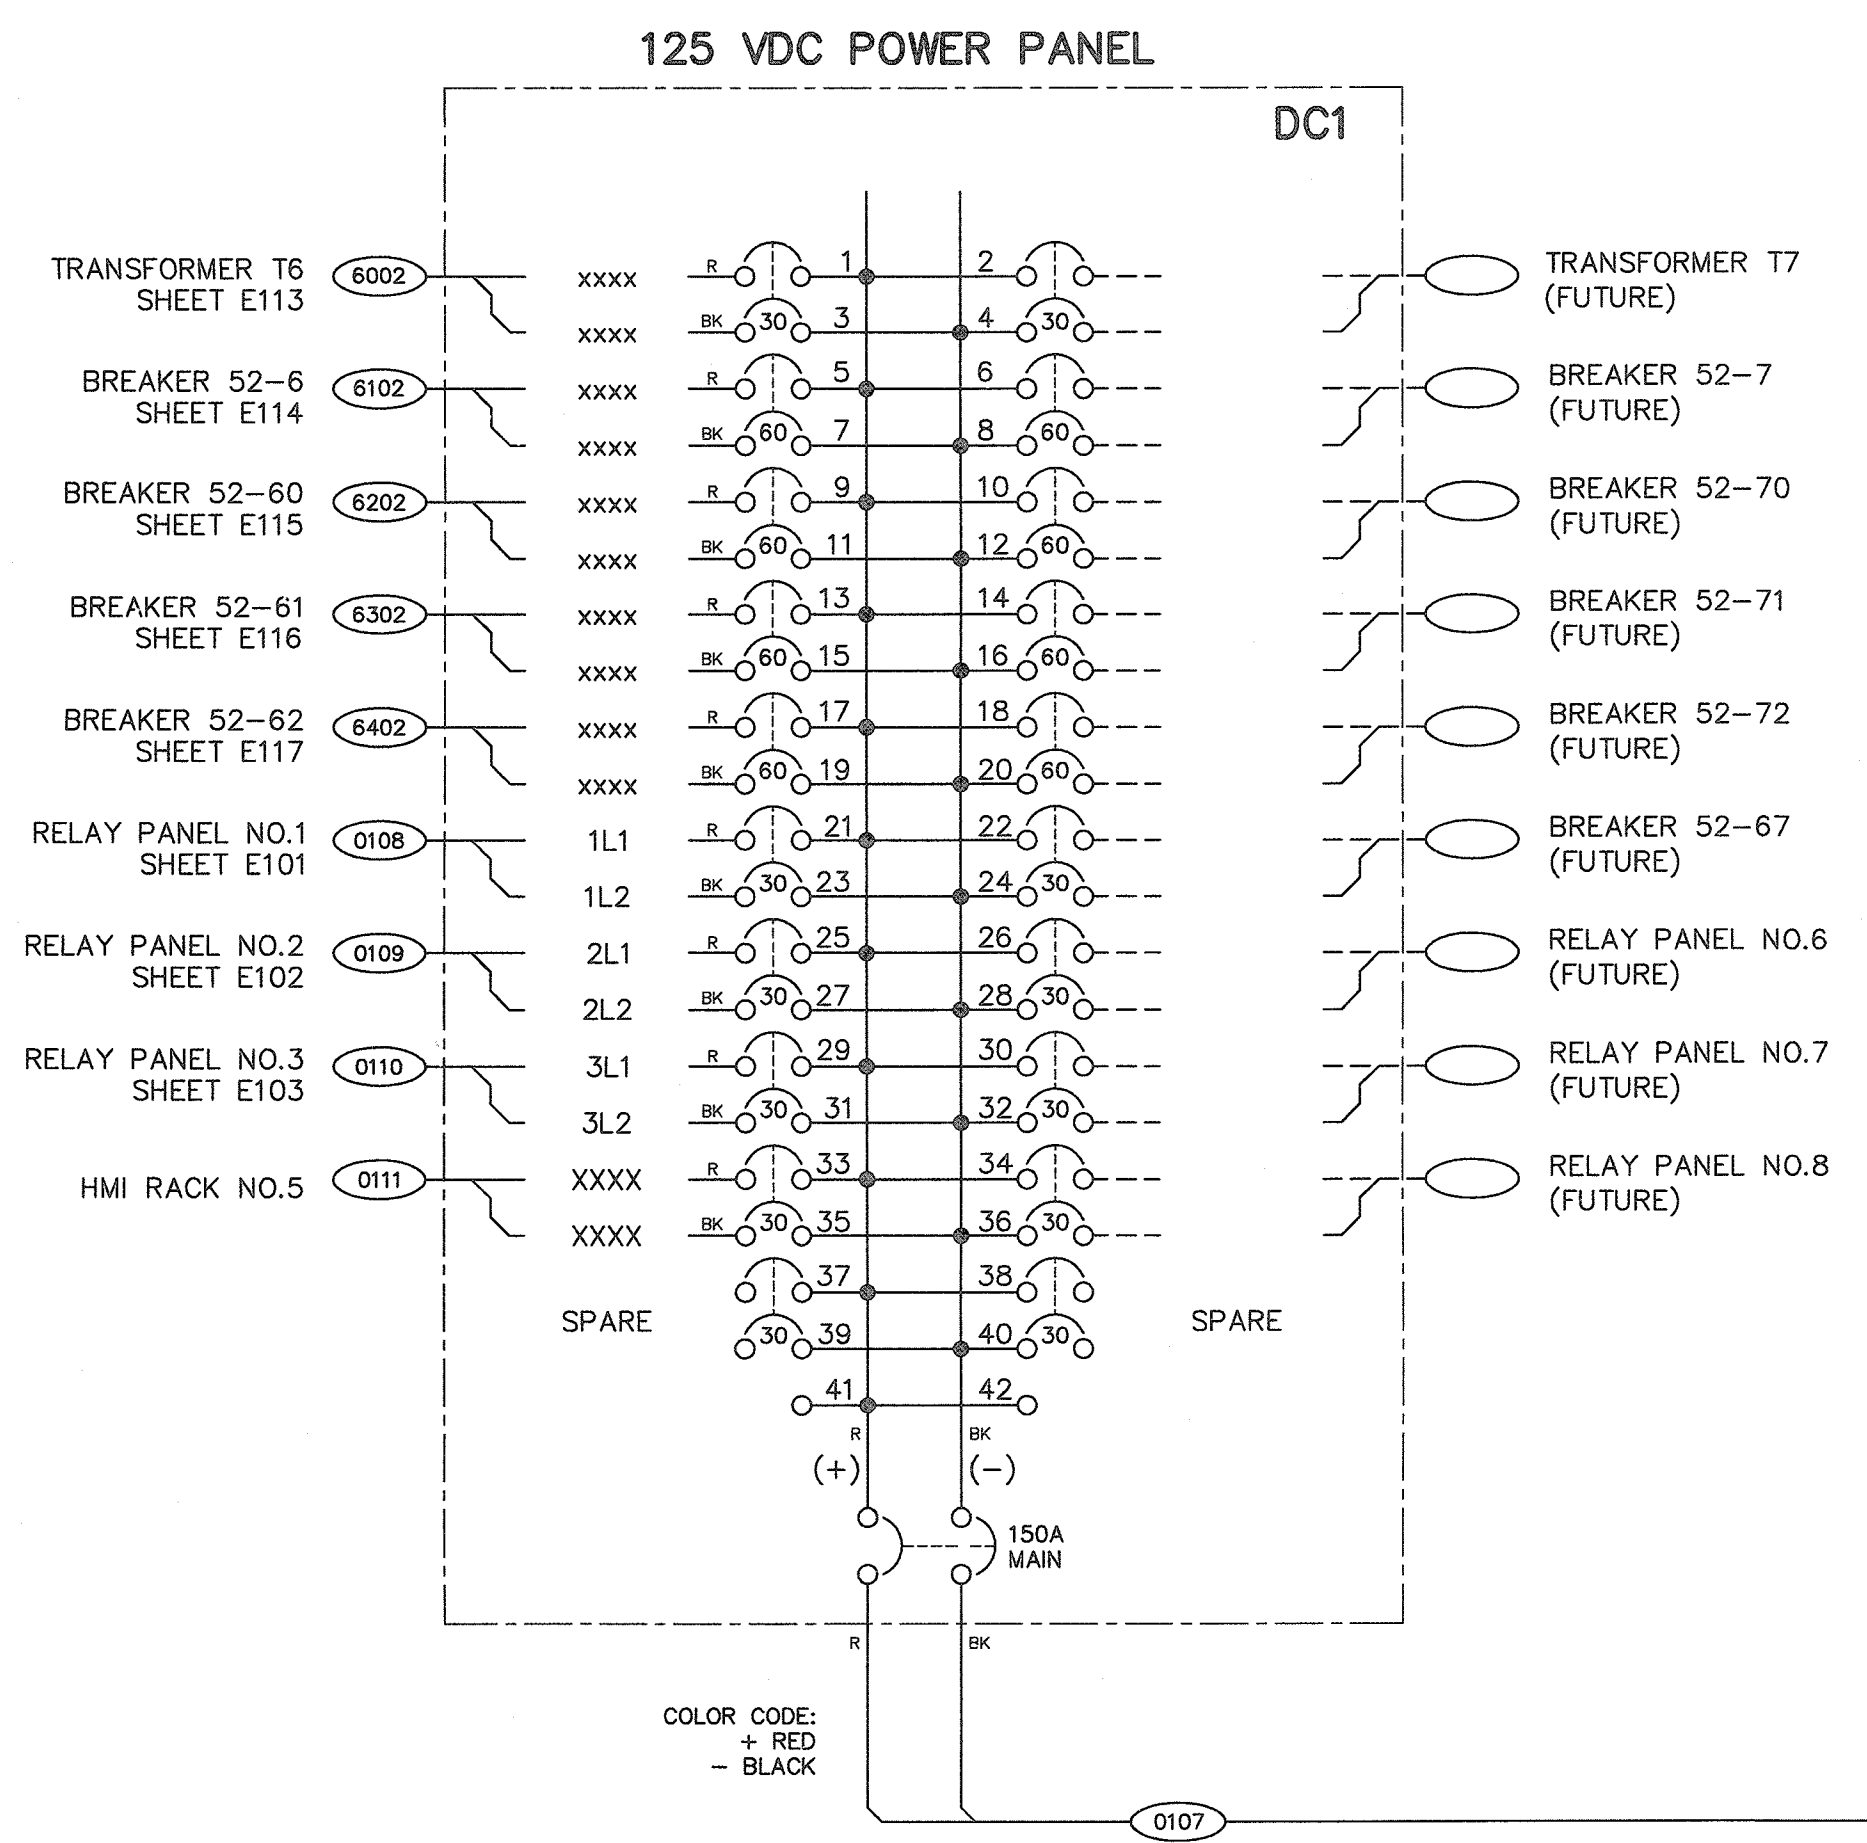 125 VDC POWER PANEL
DC1
TRANSFORMER T6 6002 xxxx R 1 2 TRANSFORMER T7
SHEET E113 (FUTURE)
xxxx BK 30 3 4 30
BREAKER 52-6 6102 xxxx R 5 6 BREAKER 52-7
SHEET E114 (FUTURE)
xxxx BK 60 7 8 60
BREAKER 52-60 6202 xxxx R 9 10 BREAKER 52-70
SHEET E115 (FUTURE)
xxxx BK 60 11 12 60
BREAKER 52-61 6302 xxxx R 13 14 BREAKER 52-71
SHEET E116 (FUTURE)
xxxx BK 60 15 16 60
BREAKER 52-62 6402 xxxx R 17 18 BREAKER 52-72
SHEET E117 (FUTURE)
xxxx BK 60 19 20 60
RELAY PANEL NO.1 0108 1L1 R 21 22 BREAKER 52-67
SHEET E101 (FUTURE)
1L2 BK 30 23 24 30
RELAY PANEL NO.2 0109 2L1 R 25 26 RELAY PANEL NO.6
SHEET E102 (FUTURE)
2L2 BK 30 27 28 30
RELAY PANEL NO.3 0110 3L1 R 29 30 RELAY PANEL NO.7
SHEET E103 (FUTURE)
3L2 BK 30 31 32 30
HMI RACK NO.5 0111 XXXX R 33 34 RELAY PANEL NO.8
(FUTURE)
XXXX BK 30 35 36 30
37 38
SPARE SPARE
30 39 40 30
41 42
R BK
(+) (-)
150A
MAIN
R BK
COLOR CODE:
+ RED
- BLACK
0107